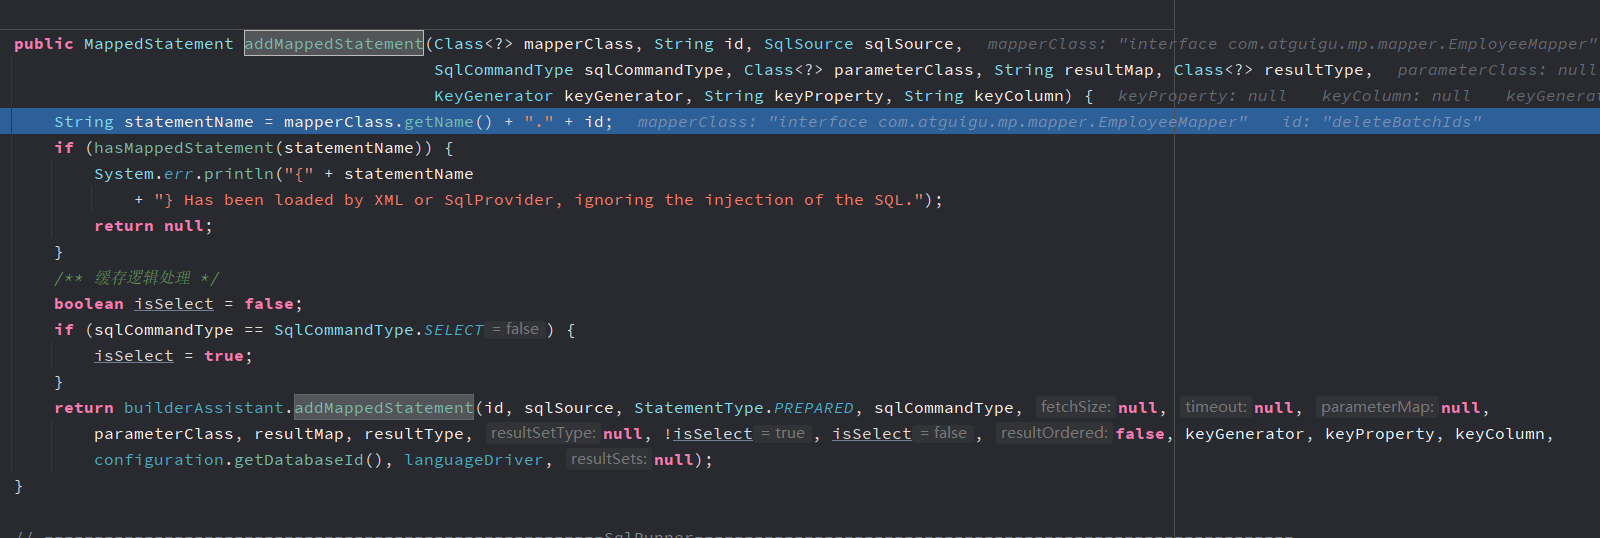 public MappedStatement addMappedStatement(Class<?> mapperClass, String id, SqlSource sqlSource,   mapperClass: "interface com.atguigu.mp.mapper.EmployeeMapper"
SqlCommandType sqlCommandType, Class<?> parameterClass, String resultMap, Class<?> resultType,   parameterClass: null
KeyGenerator keyGenerator, String keyProperty, String keyColumn) {   keyProperty: null   keyColumn: null   keyGenerat
String statementName = mapperClass.getName() + "." + id;   mapperClass: "interface com.atguigu.mp.mapper.EmployeeMapper"   id: "deleteBatchIds"
if (hasMappedStatement(statementName)) {
System.err.println("{" + statementName
+ "} Has been loaded by XML or SqlProvider, ignoring the injection of the SQL.");
return null;
}
/** 缓存逻辑处理 */
boolean isSelect = false;
if (sqlCommandType == SqlCommandType.SELECT = false ) {
isSelect = true;
}
return builderAssistant.addMappedStatement(id, sqlSource, StatementType.PREPARED, sqlCommandType, fetchSize: null, timeout: null, parameterMap: null,
parameterClass, resultMap, resultType, resultSetType: null, !isSelect = true , isSelect = false , resultOrdered: false, keyGenerator, keyProperty, keyColumn,
configuration.getDatabaseId(), languageDriver, resultSets: null);
}
// --------------------------------------------------------SqlRunner------------------------------------------------------------